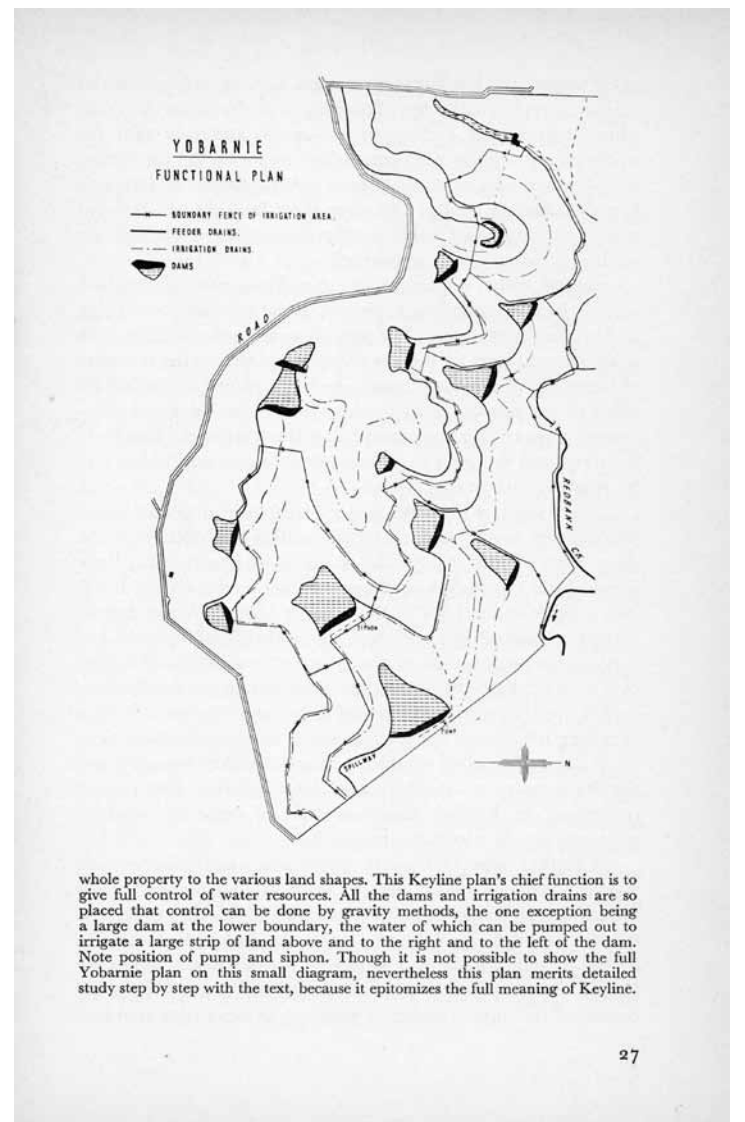 YOBARNIE
FUNCTIONAL PLAN
BOUNDARY FENCE OF IRRIGATION AREA.
FEEDER DRAINS.
IRRIGATION DRAINS.
DAMS
ROAD
REDBANK CK.
SIPHON
PUMP
SPILLWAY
N
whole property to the various land shapes. This Keyline plan's chief function is to
give full control of water resources. All the dams and irrigation drains are so
placed that control can be done by gravity methods, the one exception being
a large dam at the lower boundary, the water of which can be pumped out to
irrigate a large strip of land above and to the right and to the left of the dam.
Note position of pump and siphon. Though it is not possible to show the full
Yobarnie plan on this small diagram, nevertheless this plan merits detailed
study step by step with the text, because it epitomizes the full meaning of Keyline.
27